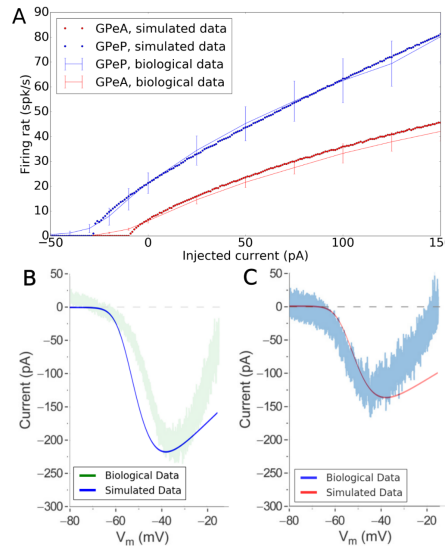 A
90
80
70
60
50
40
30
20
10
0
Firing rat (spk/s)
GPeA, simulated data
GPeP, simulated data
GPeP, biological data
GPeA, biological data
−50 0 50 100 15
Injected current (pA)
B
50
0
−50
−100
−150
−200
−250
−300
Current (pA)
Biological Data
Simulated Data
−80 −60 −40 −20
Vm (mV)
C
50
0
−50
−100
−150
−200
−250
−300
Current (pA)
Biological Data
Simulated Data
−80 −60 −40 −20
Vm (mV)